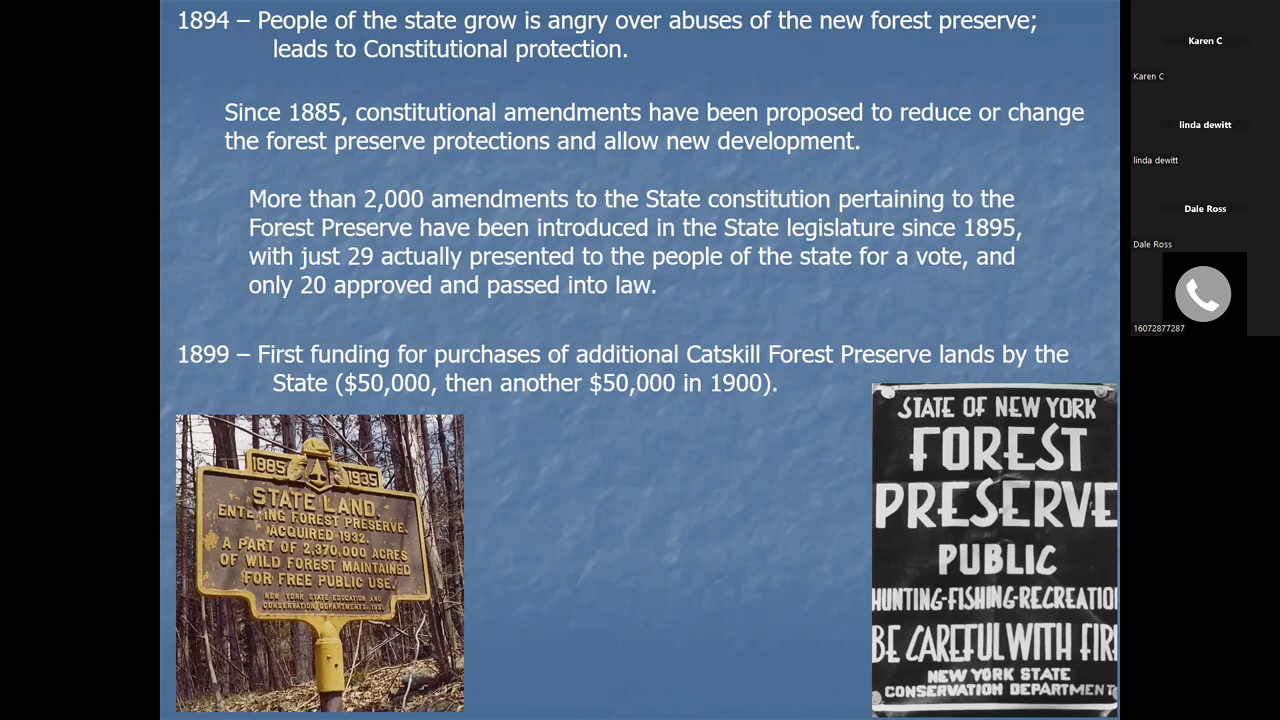 1894 – People of the state grow is angry over abuses of the new forest preserve;
leads to Constitutional protection.
Since 1885, constitutional amendments have been proposed to reduce or change
the forest preserve protections and allow new development.
More than 2,000 amendments to the State constitution pertaining to the
Forest Preserve have been introduced in the State legislature since 1895,
with just 29 actually presented to the people of the state for a vote, and
only 20 approved and passed into law.
1899 – First funding for purchases of additional Catskill Forest Preserve lands by the
State ($50,000, then another $50,000 in 1900).
1885 1935
STATE LAND
ENTERING FOREST PRESERVE
ACQUIRED 1932.
A PART OF 2,370,000 ACRES
OF WILD FOREST MAINTAINED
FOR FREE PUBLIC USE.
NEW YORK STATE EDUCATION AND
CONSERVATION DEPARTMENTS 1935
STATE OF NEW YORK
FOREST
PRESERVE
PUBLIC
HUNTING-FISHING-RECREATIO
BE CAREFUL WITH FIR
NEW YORK STATE
CONSERVATION DEPARTMENT
Karen C
Karen C
linda dewitt
linda dewitt
Dale Ross
Dale Ross
16072877287